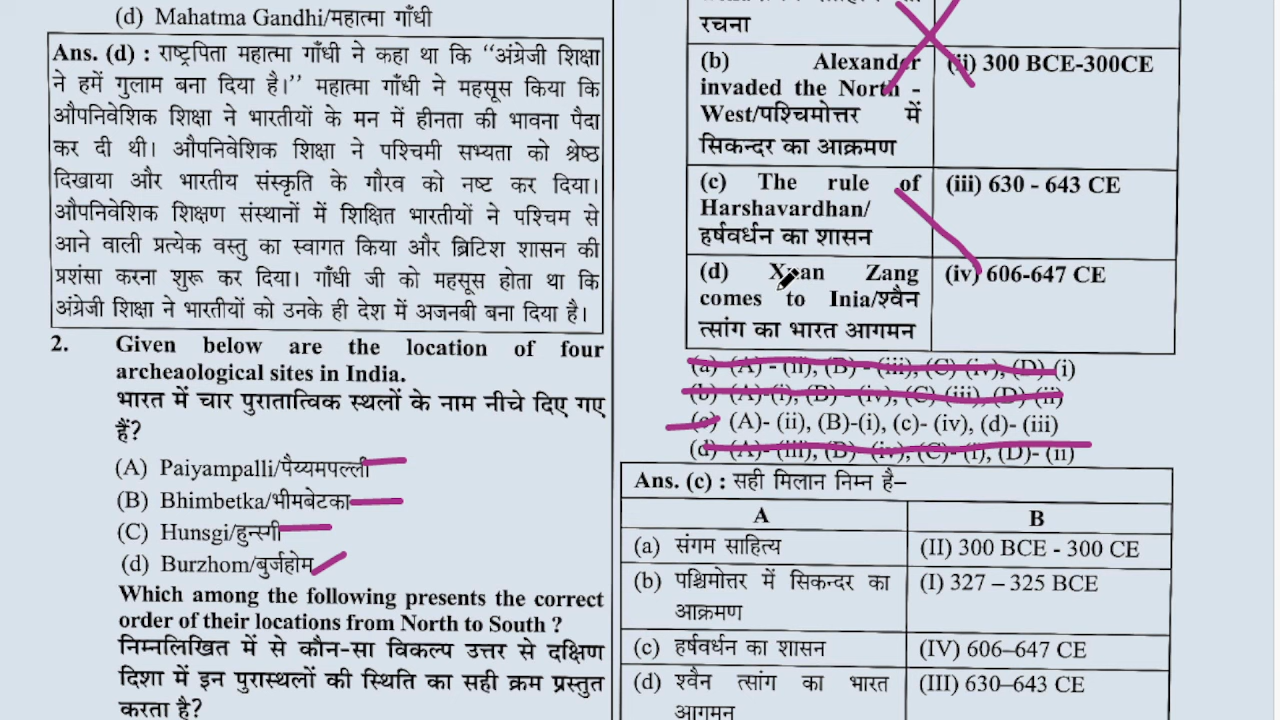 (d) Mahatma Gandhi/महात्मा गाँधी
Ans. (d) : राष्ट्रपिता महात्मा गाँधी ने कहा था कि “अंग्रेजी शिक्षा
ने हमें गुलाम बना दिया है।’’ महात्मा गाँधी ने महसूस किया कि
औपनिवेशिक शिक्षा ने भारतीयों के मन में हीनता की भावना पैदा
कर दी थी। औपनिवेशिक शिक्षा ने पश्चिमी सभ्यता को श्रेष्ठ
दिखाया और भारतीय संस्कृति के गौरव को नष्ट कर दिया।
औपनिवेशिक शिक्षण संस्थानों में शिक्षित भारतीयों ने पश्चिम से
आने वाली प्रत्येक वस्तु का स्वागत किया और ब्रिटिश शासन की
प्रशंसा करना शुरू कर दिया। गाँधी जी को महसूस होता था कि
अंग्रेजी शिक्षा ने भारतीयों को उनके ही देश में अजनबी बना दिया है।
2. Given below are the location of four
archeaological sites in India.
भारत में चार पुरातात्विक स्थलों के नाम नीचे दिए गए
हैं?
(A) Paiyampalli/पैय्यमपल्ली
(B) Bhimbetka/भीमबेटका
(C) Hunsgi/हुन्स्गी
(d) Burzhom/बुर्जहोम
Which among the following presents the correct
order of their locations from North to South ?
निम्नलिखित में से कौन-सा विकल्प उत्तर से दक्षिण
दिशा में इन पुरास्थलों की स्थिति का सही क्रम प्रस्तुत
करता है?
रचना
(b) Alexander (ii) 300 BCE-300CE
invaded the North -
West/पश्चिमोत्तर में
सिकन्दर का आक्रमण
(c) The rule of (iii) 630 - 643 CE
Harshavardhan/
हर्षवर्धन का शासन
(d) Xuan Zang (iv) 606-647 CE
comes to Inia/श्वैन
त्सांग का भारत आगमन
(a) (A) - (ii), (B) - (iii), (C)-(iv), (D)-(i)
(b) (A)-(i), (B) - (iv), (C)-(iii), (D)-(ii)
(c) (A)- (ii), (B)-(i), (c)- (iv), (d)- (iii)
(d) (A)- (iii), (B)- (iv), (C)- (i), (D)- (ii)
Ans. (c) : सही मिलान निम्न है–
A B
(a) संगम साहित्य (II) 300 BCE - 300 CE
(b) पश्चिमोत्तर में सिकन्दर का (I) 327 – 325 BCE
आक्रमण
(c) हर्षवर्धन का शासन (IV) 606–647 CE
(d) श्वैन त्सांग का भारत (III) 630–643 CE
आगमन